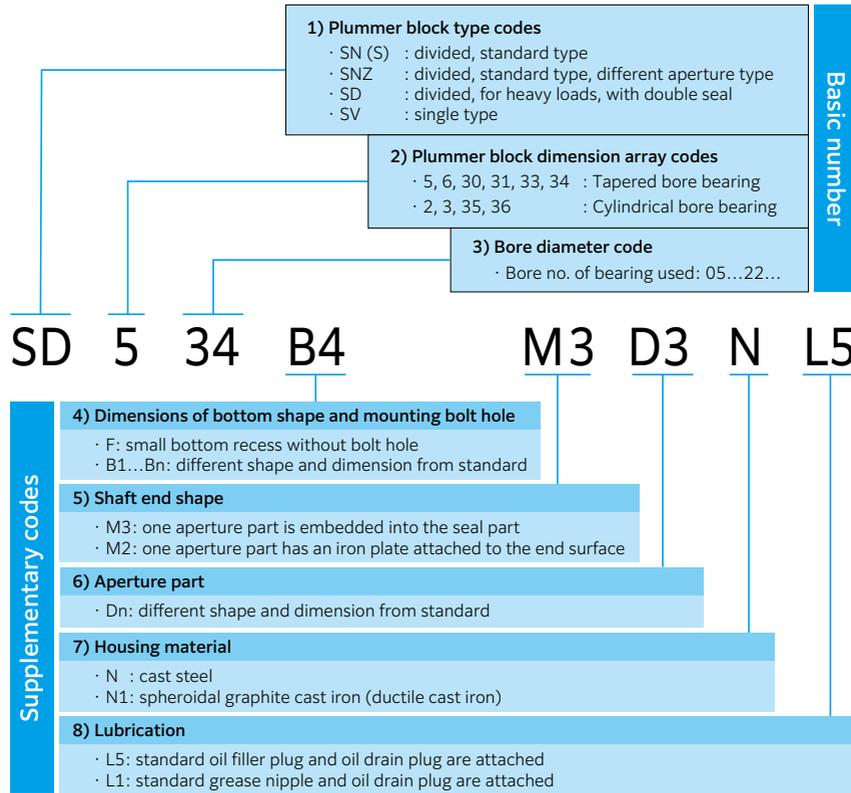 1) Plummer block type codes
· SN (S) : divided, standard type
· SNZ : divided, standard type, different aperture type
· SD : divided, for heavy loads, with double seal
· SV : single type
Basic number
2) Plummer block dimension array codes
· 5, 6, 30, 31, 33, 34 : Tapered bore bearing
· 2, 3, 35, 36 : Cylindrical bore bearing
3) Bore diameter code
· Bore no. of bearing used: 05...22...
SD 5 34 B4 M3 D3 N L5
Supplementary codes
4) Dimensions of bottom shape and mounting bolt hole
· F: small bottom recess without bolt hole
· B1...Bn: different shape and dimension from standard
5) Shaft end shape
· M3: one aperture part is embedded into the seal part
· M2: one aperture part has an iron plate attached to the end surface
6) Aperture part
· Dn: different shape and dimension from standard
7) Housing material
· N : cast steel
· N1: spheroidal graphite cast iron (ductile cast iron)
8) Lubrication
· L5: standard oil filler plug and oil drain plug are attached
· L1: standard grease nipple and oil drain plug are attached